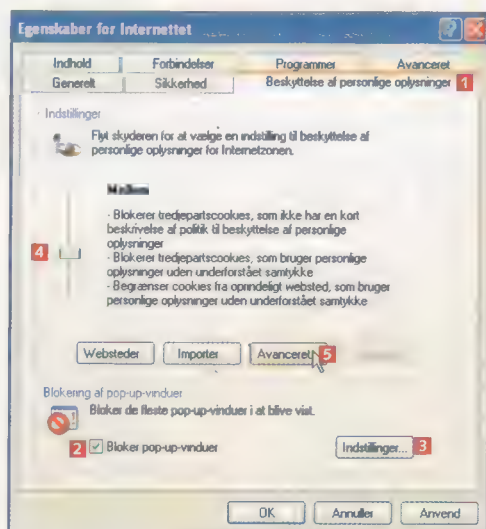 Egenskaber for Internettet
Indhold Forbindelser Programmer Avanceret
Generelt Sikkerhed Beskyttelse af personlige oplysninger 1
Indstillinger
Flyt skyderen for at vælge en indstilling til beskyttelse af
personlige oplysninger for Internetzonen.
Mellem
4
- Blokerer tredjepartscookies, som ikke har en kort
beskrivelse af politik til beskyttelse af personlige
oplysninger
- Blokerer tredjepartscookies, som bruger personlige
oplysninger uden underforstået samtykke
- Begrænser cookies fra oprindeligt websted, som bruger
personlige oplysninger uden underforstået samtykke
Websteder Importer Avanceret 5
Blokering af pop-up-vinduer
Bloker de fleste pop-up-vinduer i at blive vist.
2 Bloker pop-up-vinduer Indstillinger... 3
OK Annuller Anvend